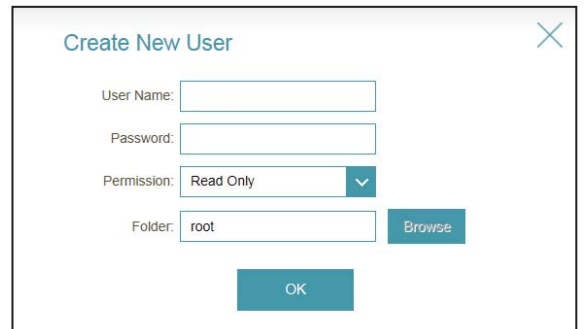 Create New User
User Name:
Password:
Permission: Read Only
Folder: root Browse
OK